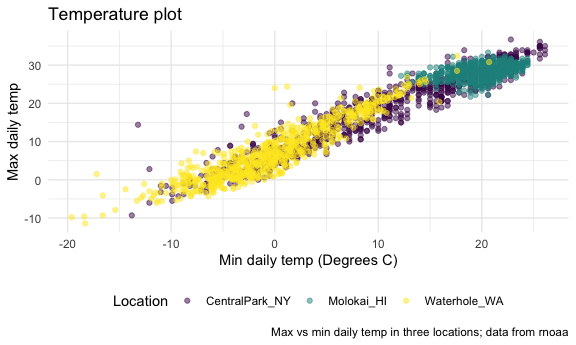 Temperature plot
Max daily temp
30
20
10
0
-10
-20 -10 0 10 20
Min daily temp (Degrees C)
Location CentralPark_NY Molokai_HI Waterhole_WA
Max vs min daily temp in three locations; data from rnoaa